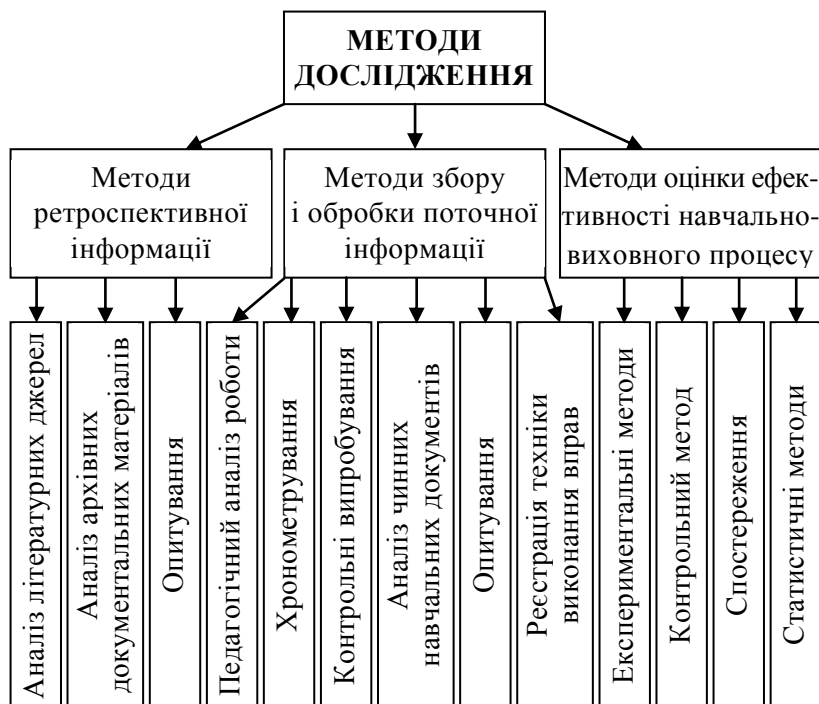 МЕТОДИ
ДОСЛІДЖЕННЯ
Методи
ретроспективної
інформації
Методи збору
і обробки поточної
інформації
Методи оцінки ефек-
тивності навчально-
виховного процесу
Аналіз літературних джерел
Аналіз архівних
документальних матеріалів
Опитування
Педагогічний аналіз роботи
Хронометрування
Контрольні випробування
Аналіз чинних
навчальних документів
Опитування
Реєстрація техніки
виконання вправ
Експериментальні методи
Контрольний метод
Спостереження
Статистичні методи